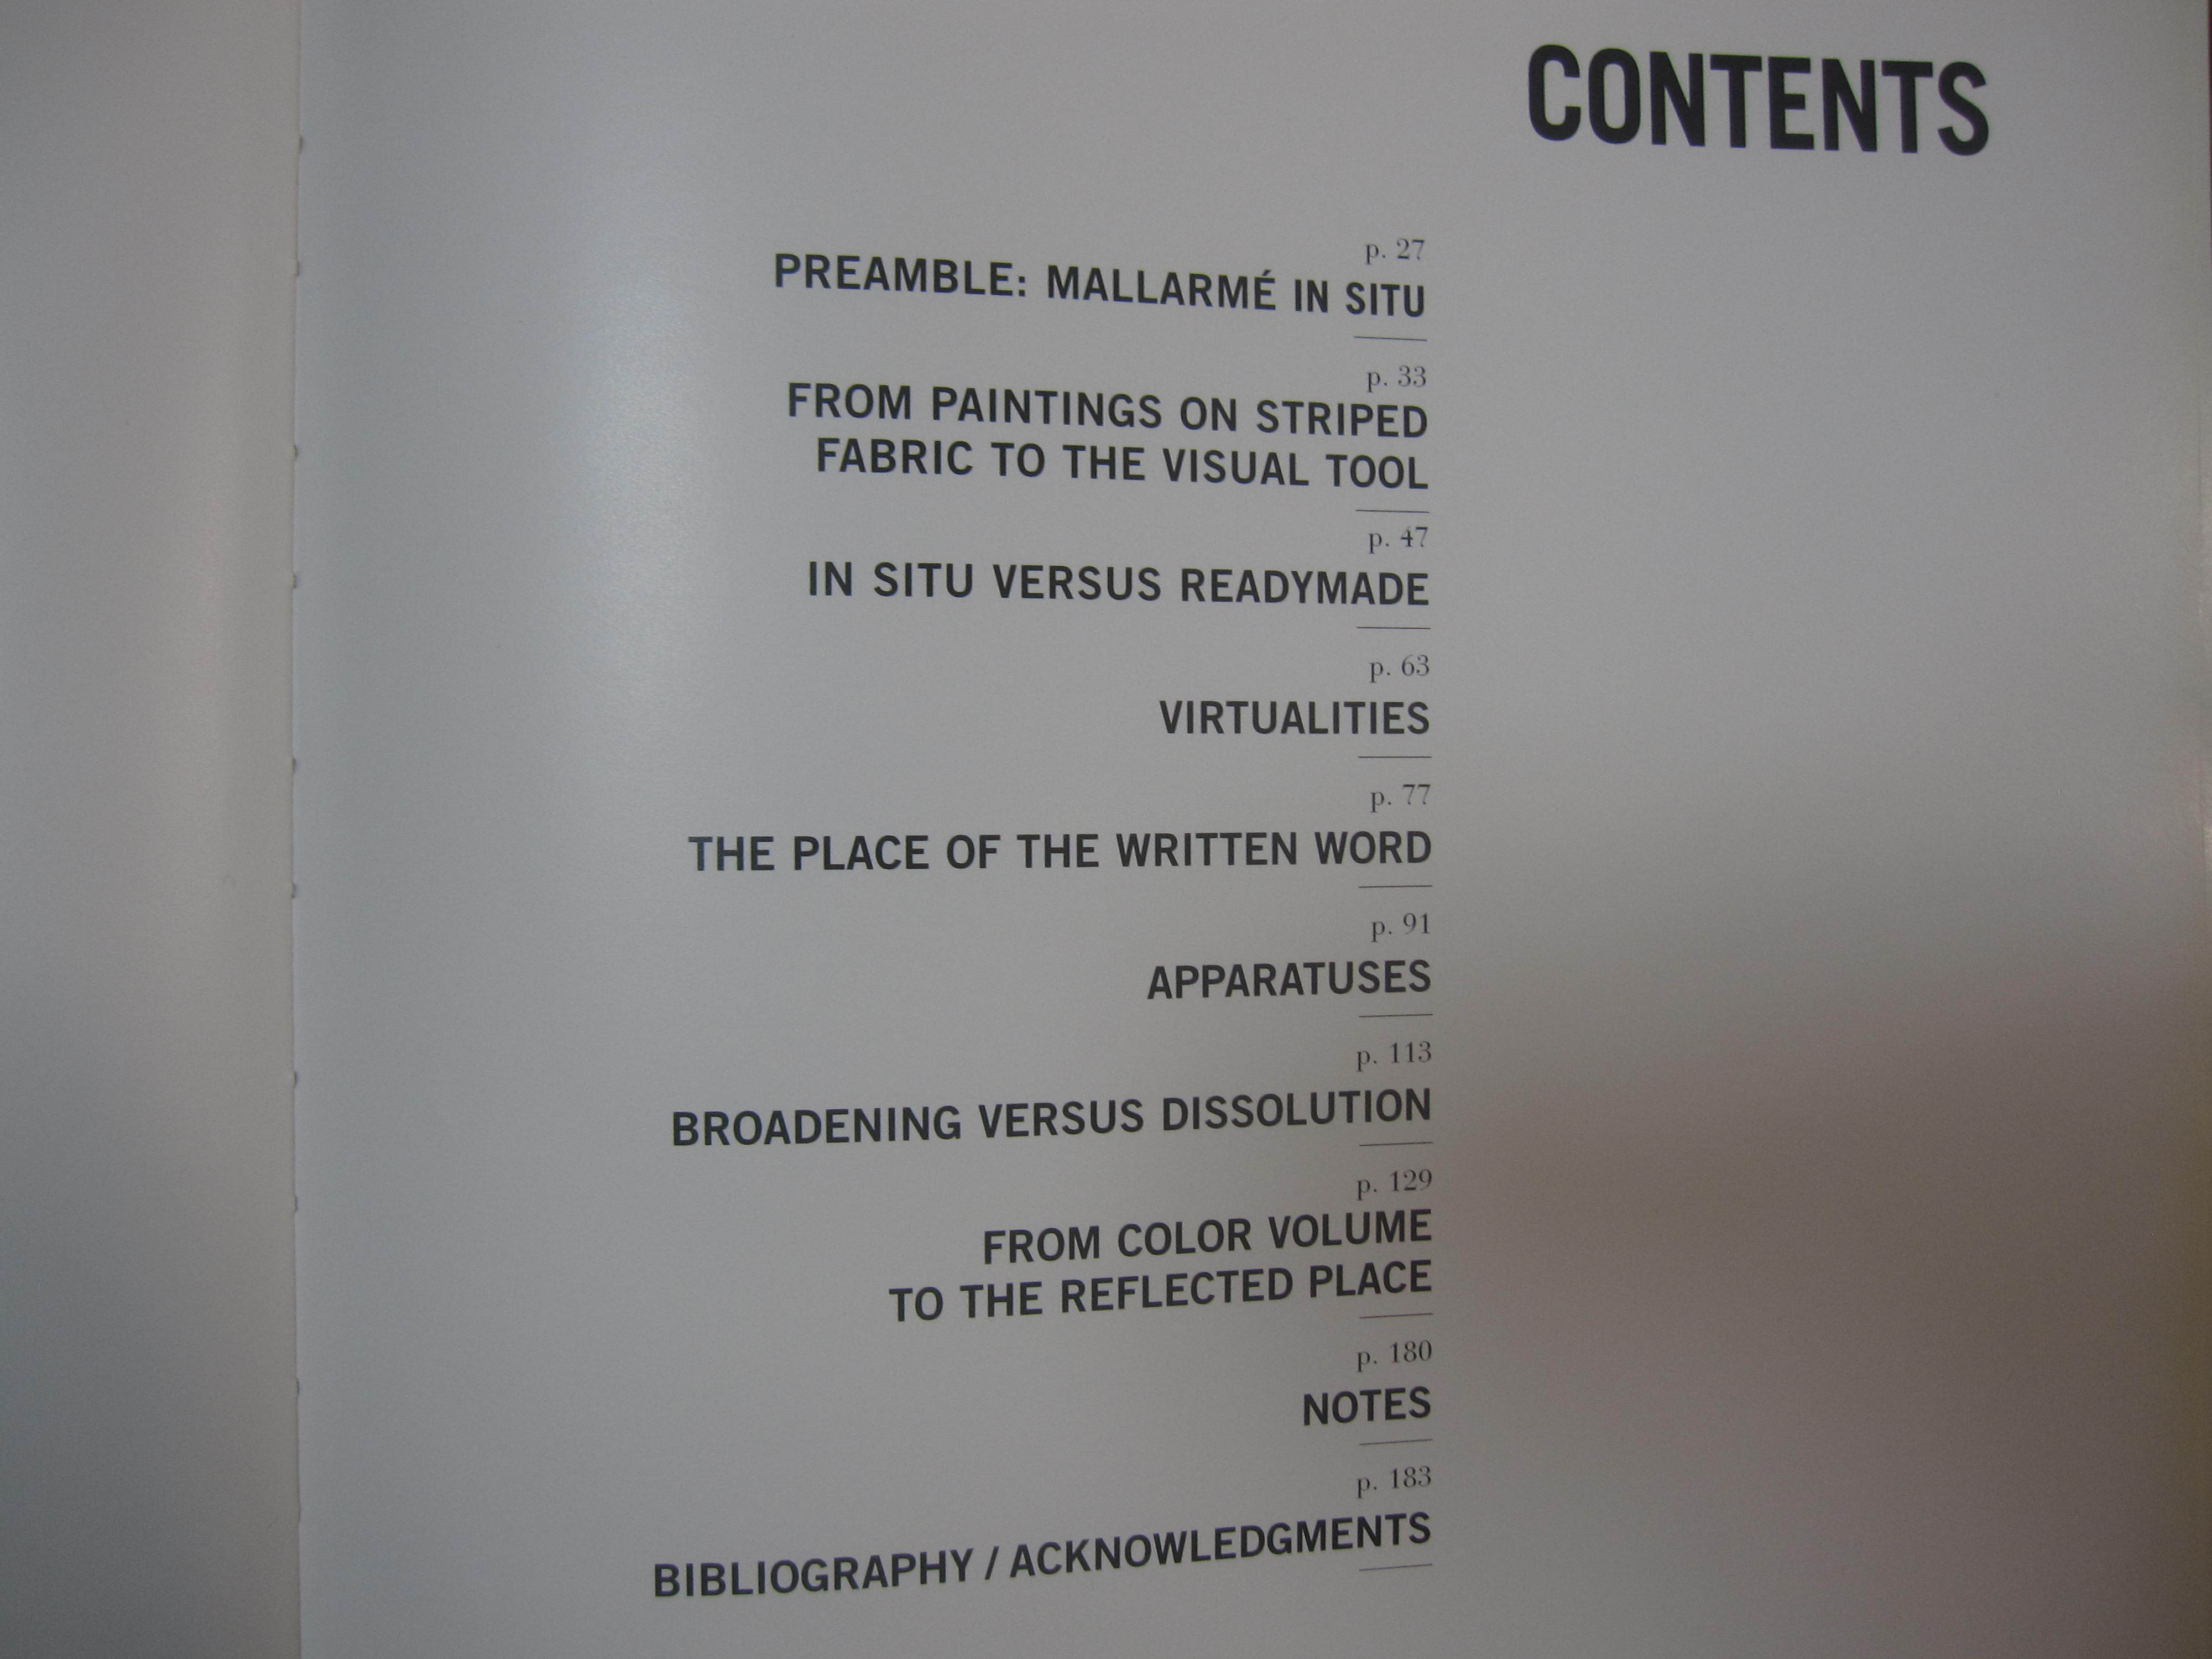 CONTENTS
p. 27
PREAMBLE: MALLARMÉ IN SITU
p. 33
FROM PAINTINGS ON STRIPED
FABRIC TO THE VISUAL TOOL
p. 47
IN SITU VERSUS READYMADE
p. 63
VIRTUALITIES
p. 77
THE PLACE OF THE WRITTEN WORD
p. 91
APPARATUSES
p. 113
BROADENING VERSUS DISSOLUTION
p. 129
FROM COLOR VOLUME
TO THE REFLECTED PLACE
p. 180
NOTES
p. 183
BIBLIOGRAPHY / ACKNOWLEDGMENTS